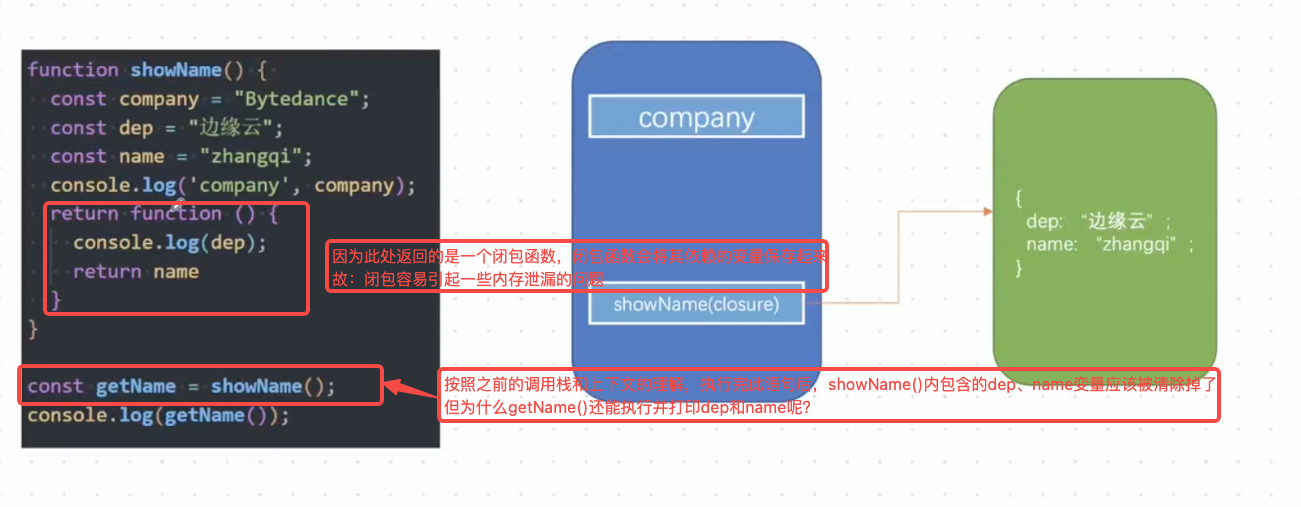 function showName() {
const company = "Bytedance";
const dep = "边缘云";
const name = "zhangqi";
console.log('company', company);
return function () {
console.log(dep);
return name
}
}
const getName = showName();
console.log(getName());
因为此处返回的是一个闭包函数，闭包函数会将其依赖的变量保存起来
故：闭包容易引起一些内存泄漏的问题
按照之前的调用栈和上下文的理解，执行完此语句后，showName()内包含的dep、name变量应该被清除掉了
但为什么getName()还能执行并打印dep和name呢?
company
showName(closure)
{
dep: “边缘云” ;
name: “zhangqi” ;
}